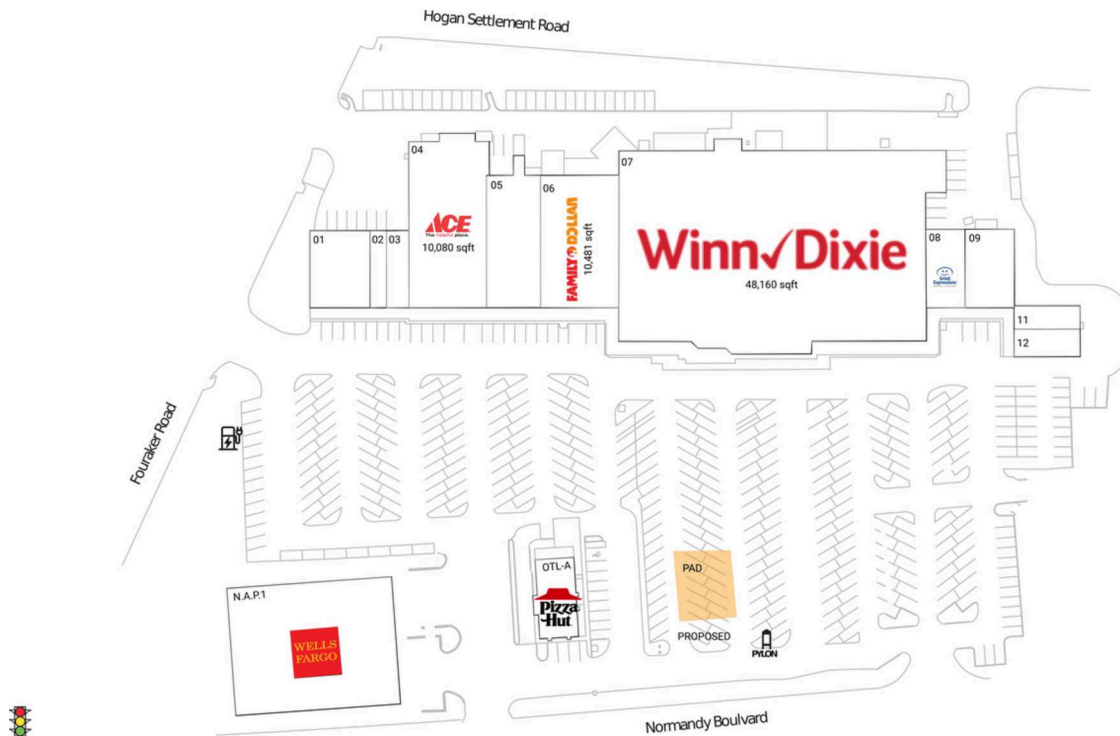 Hogan Settlement Road
04
07
05
06
ACE
The helpful place.
10,080 sqft
FAMILY DOLLAR
10,481 sqft
Winn Dixie
48,160 sqft
01
02
03
08
Great Expressions
09
11
12
Fouraker Road
OTL-A
Pizza
Hut
PAD
PROPOSED
PYLON
N.A.P.1
WELLS
FARGO
Normandy Boulvard